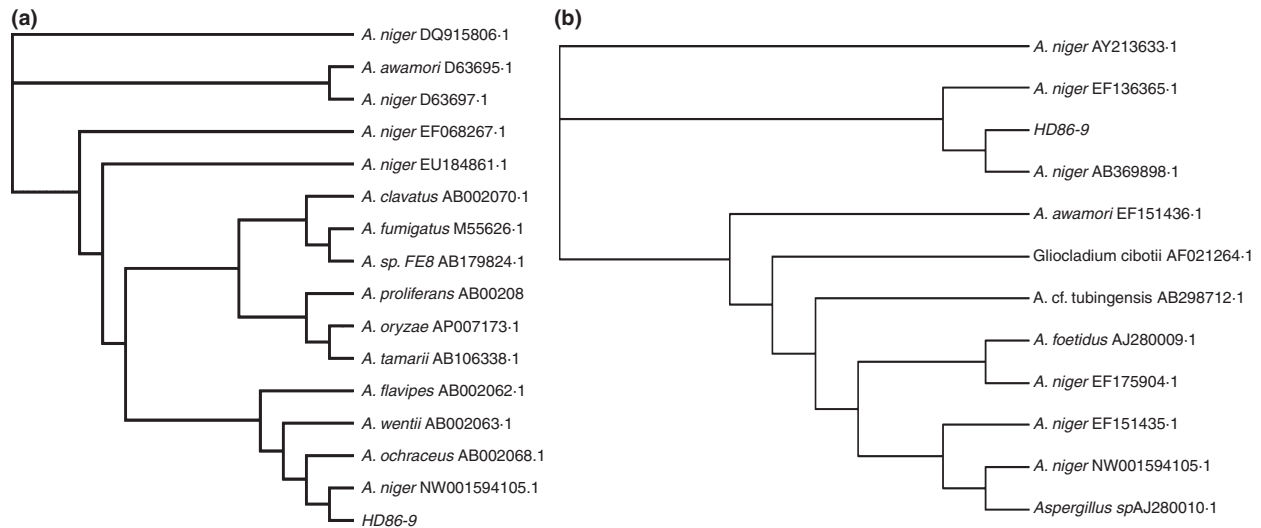 (a)
A. niger DQ915806·1
A. awamori D63695·1
A. niger D63697·1
A. niger EF068267·1
A. niger EU184861·1
A. clavatus AB002070·1
A. fumigatus M55626·1
A. sp. FE8 AB179824·1
A. proliferans AB00208
A. oryzae AP007173·1
A. tamarii AB106338·1
A. flavipes AB002062·1
A. wentii AB002063·1
A. ochraceus AB002068.1
A. niger NW001594105.1
HD86-9
(b)
A. niger AY213633·1
A. niger EF136365·1
HD86-9
A. niger AB369898·1
A. awamori EF151436·1
Gliocladium cibotii AF021264·1
A. cf. tubingensis AB298712·1
A. foetidus AJ280009·1
A. niger EF175904·1
A. niger EF151435·1
A. niger NW001594105·1
Aspergillus spAJ280010·1